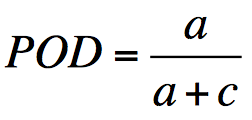 POD = a / (a + c)